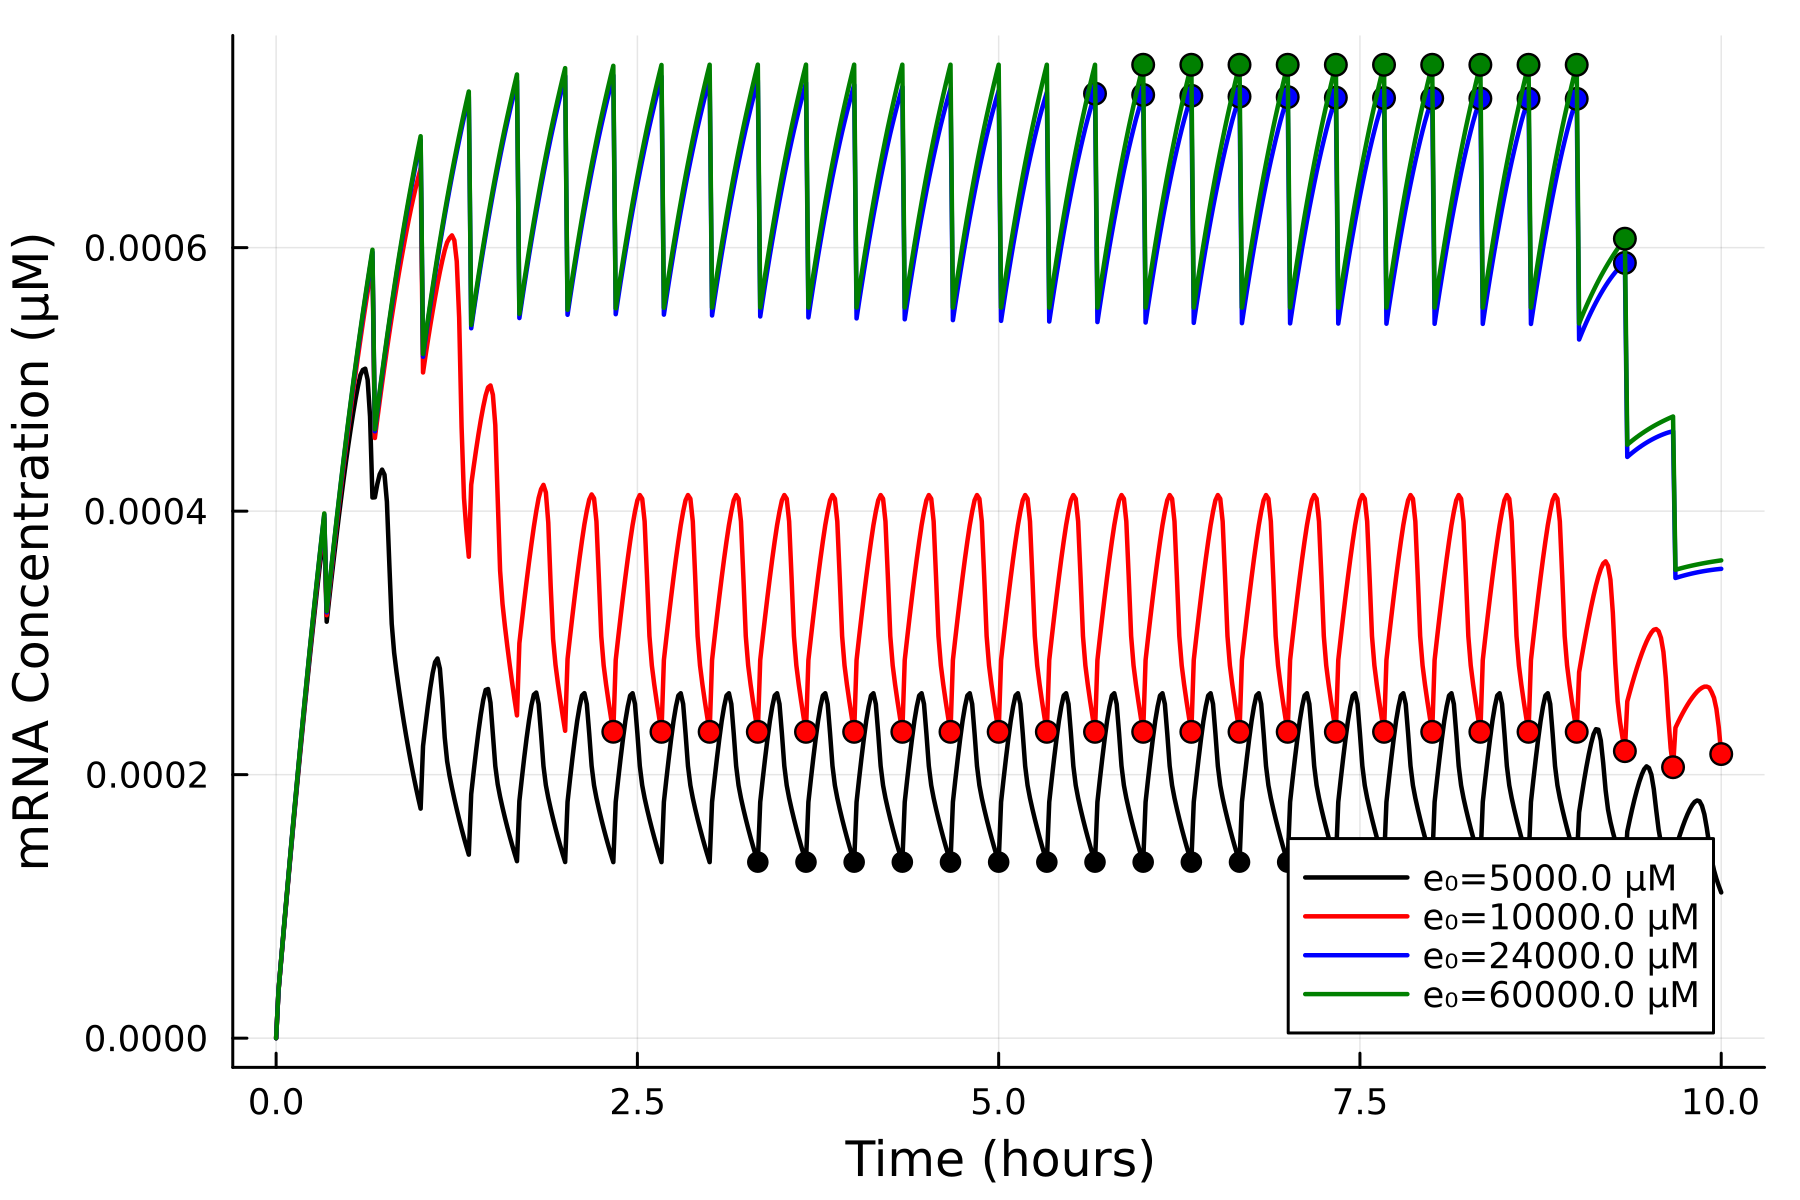 mRNA Concentration (μM)
0.0006
0.0004
0.0002
0.0000
0.0
2.5
5.0
7.5
10.0
Time (hours)
e₀=5000.0 μM
e₀=10000.0 μM
e₀=24000.0 μM
e₀=60000.0 μM